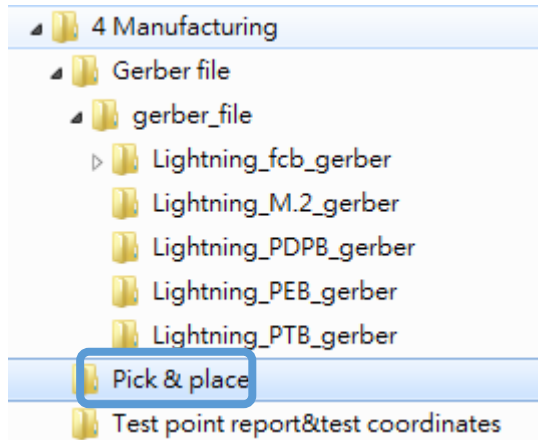 4 Manufacturing
Gerber file
gerber_file
Lightning_fcb_gerber
Lightning_M.2_gerber
Lightning_PDPB_gerber
Lightning_PEB_gerber
Lightning_PTB_gerber
Pick & place
Test point report&test coordinates